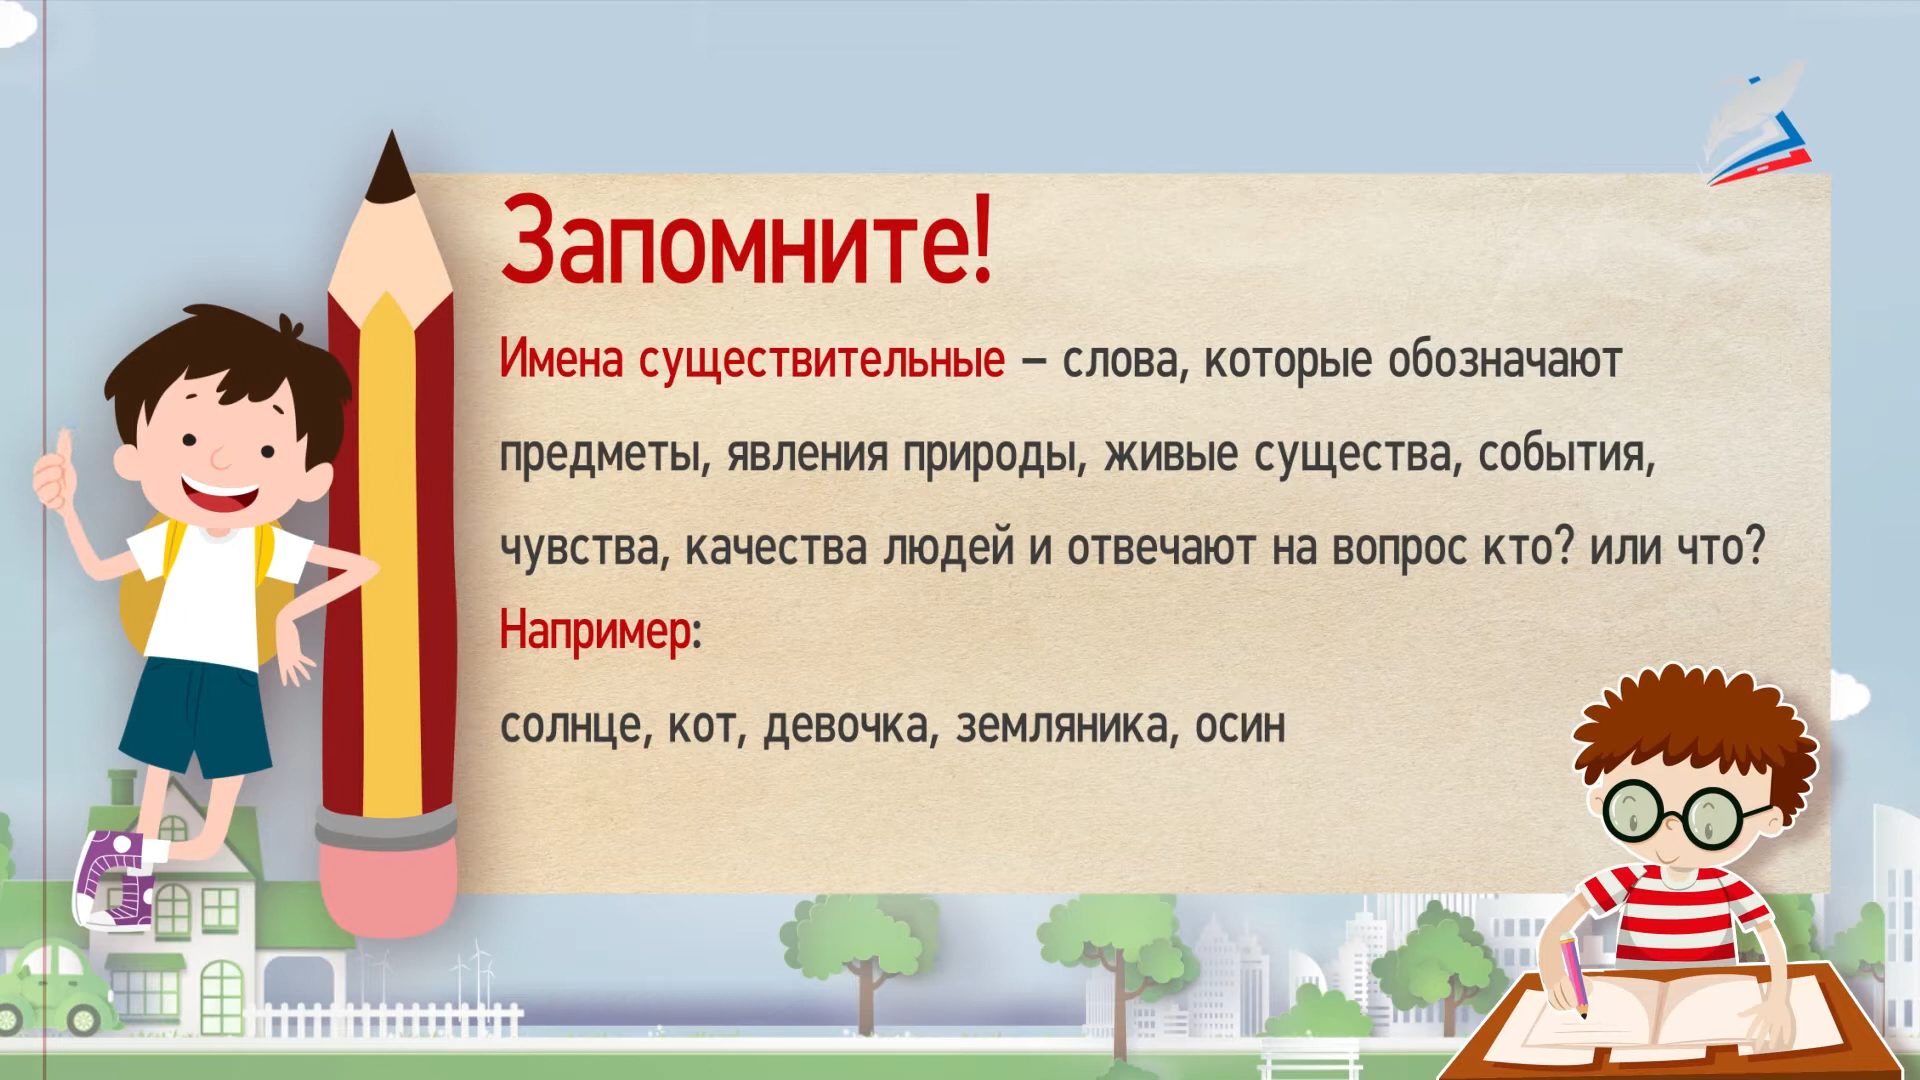 Запомните!
Имена существительные – слова, которые обозначают
предметы, явления природы, живые существа, события,
чувства, качества людей и отвечают на вопрос кто? или что?
Например:
солнце, кот, девочка, земляника, осин